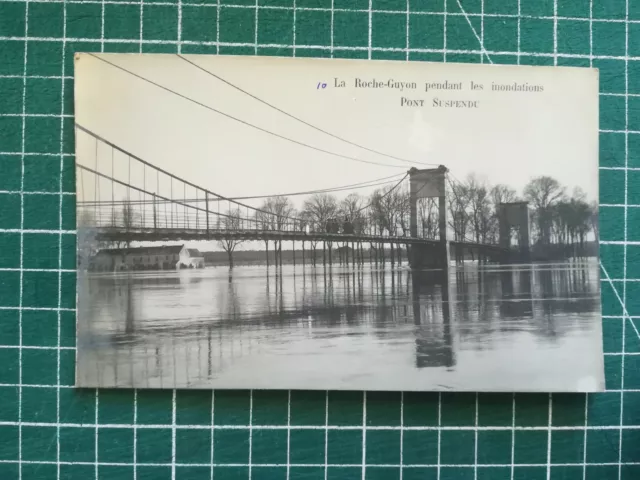 10 La Roche-Guyon pendant les inondations
PONT SUSPENDU